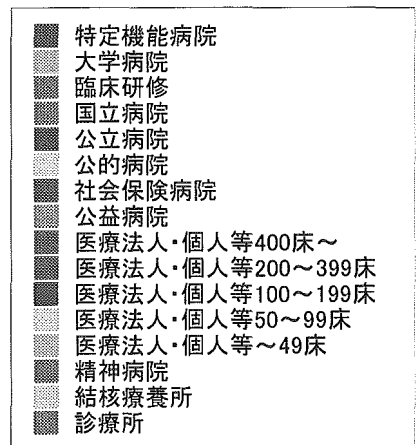 特定機能病院
大学病院
臨床研修
国立病院
公立病院
公的病院
社会保険病院
公益病院
医療法人・個人等400床～
医療法人・個人等200～399床
医療法人・個人等100～199床
医療法人・個人等50～99床
医療法人・個人等～49床
精神病院
結核療養所
診療所